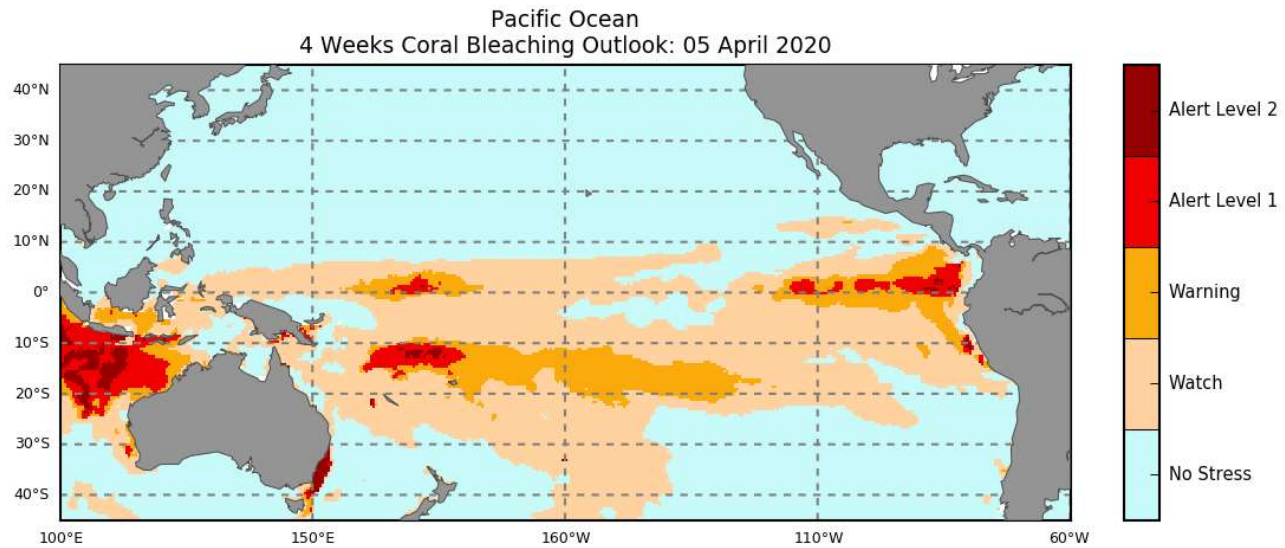 Pacific Ocean
4 Weeks Coral Bleaching Outlook: 05 April 2020
40°N
30°N
20°N
10°N
0°
10°S
20°S
30°S
40°S
100°E
150°E
160°W
110°W
60°W
Alert Level 2
Alert Level 1
Warning
Watch
No Stress